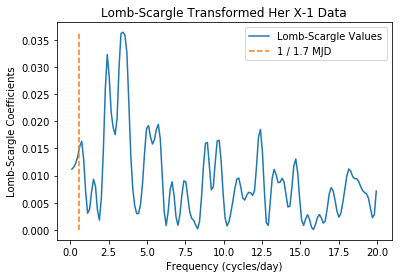 Lomb-Scargle Transformed Her X-1 Data
Lomb-Scargle Values
1 / 1.7 MJD
Lomb-Scargle Coefficients
0.035
0.030
0.025
0.020
0.015
0.010
0.005
0.000
0.0 2.5 5.0 7.5 10.0 12.5 15.0 17.5 20.0
Frequency (cycles/day)